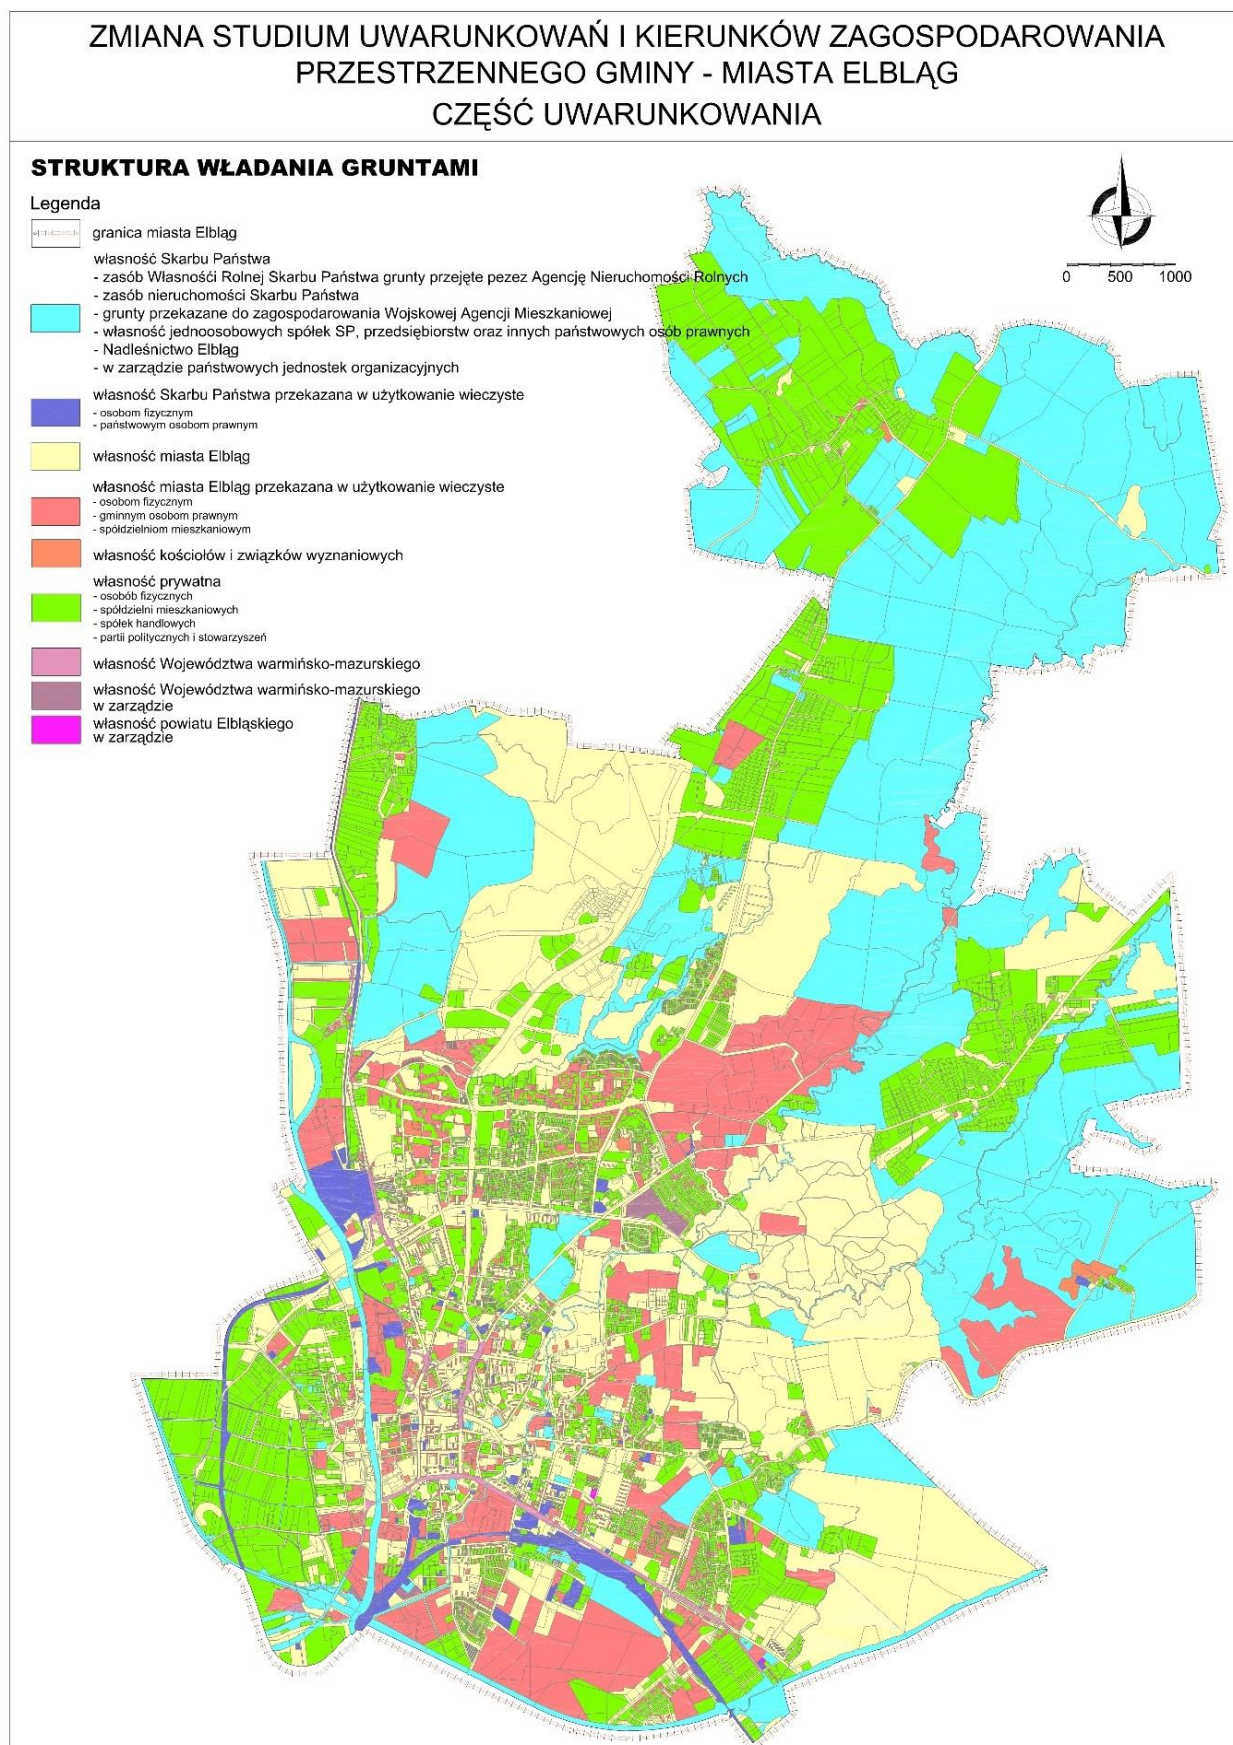 ZMIANA STUDIUM UWARUNKOWAŃ I KIERUNKÓW ZAGOSPODAROWANIA
PRZESTRZENNEGO GMINY - MIASTA ELBLĄG
CZĘŚĆ UWARUNKOWANIA
STRUKTURA WŁADANIA GRUNTAMI
Legenda
granica miasta Elbląg
własność Skarbu Państwa
- zasób Własnośći Rolnej Skarbu Państwa grunty przejęte pezez Agencję Nieruchomości Rolnych
- zasób nieruchomości Skarbu Państwa
- grunty przekazane do zagospodarowania Wojskowej Agencji Mieszkaniowej
- własność jednoosobowych spółek SP, przedsiębiorstw oraz innych państwowych osób prawnych
- Nadleśnictwo Elbląg
- w zarządzie państwowych jednostek organizacyjnych
własność Skarbu Państwa przekazana w użytkowanie wieczyste
- osobom fizycznym
- państwowym osobom prawnym
własność miasta Elbląg
własność miasta Elbląg przekazana w użytkowanie wieczyste
- osobom fizycznym
- gminnym osobom prawnym
- spółdzielniom mieszkaniowym
własność kościołów i związków wyznaniowych
własność prywatna
- osobób fizycznych
- spółdzielni mieszkaniowych
- spółek handlowych
- partii politycznych i stowarzyszeń
własność Województwa warmińsko-mazurskiego
własność Województwa warmińsko-mazurskiego
w zarządzie
własność powiatu Elbląskiego
w zarządzie
0 500 1000